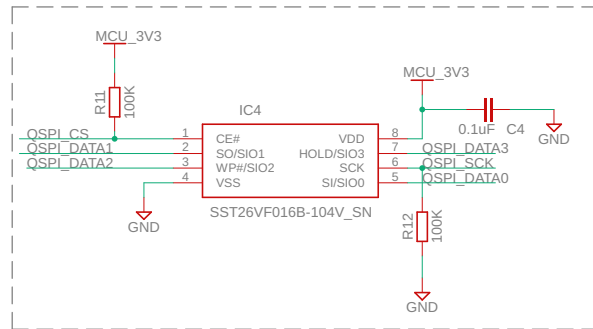 MCU_3V3
R11
100K
MCU_3V3
IC4
0.1uF C4
GND
QSPI_CS 1 CE# VDD 8
QSPI_DATA1 2 SO/SIO1 HOLD/SIO3 7 QSPI_DATA3
QSPI_DATA2 3 WP#/SIO2 SCK 6 QSPI_SCK
4 VSS SI/SIO0 5 QSPI_DATA0
SST26VF016B-104V_SN
GND
R12
100K
GND